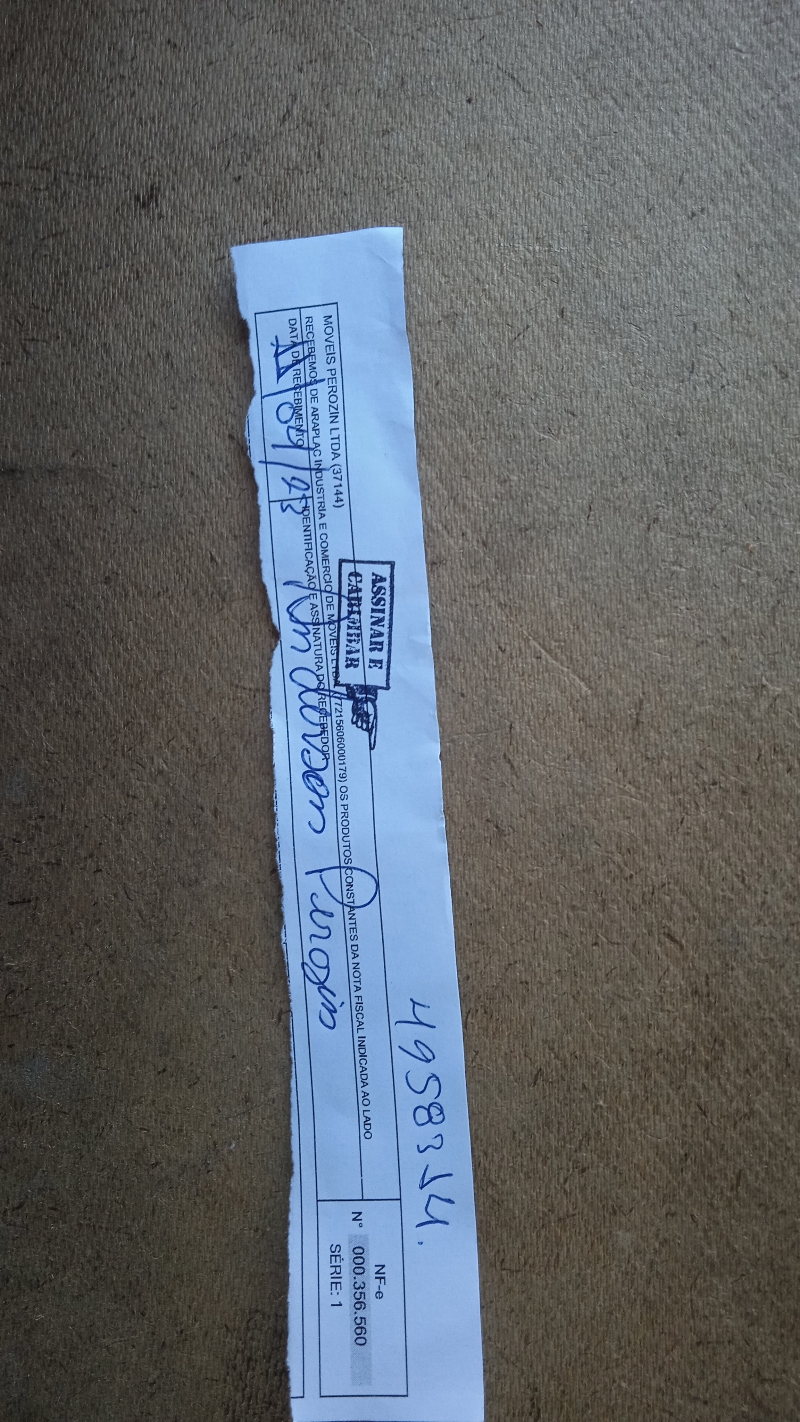 MOVEIS PEROZIN LTDA (37144)
RECEBEMOS DE ARAPLAC INDUSTRIA E COMERCIO DE MOVEIS LTDA 72156060000179) OS PRODUTOS CONSTANTES DA NOTA FISCAL INDICADA AO LADO
DATA DE RECEBIMENTO
IDENTIFICAÇÃO E ASSINATURA DO RECEBEDOR
ASSINAR E
CARIMBAR
Perozin
NF-e
Nº 000.356.560
SÉRIE: 1